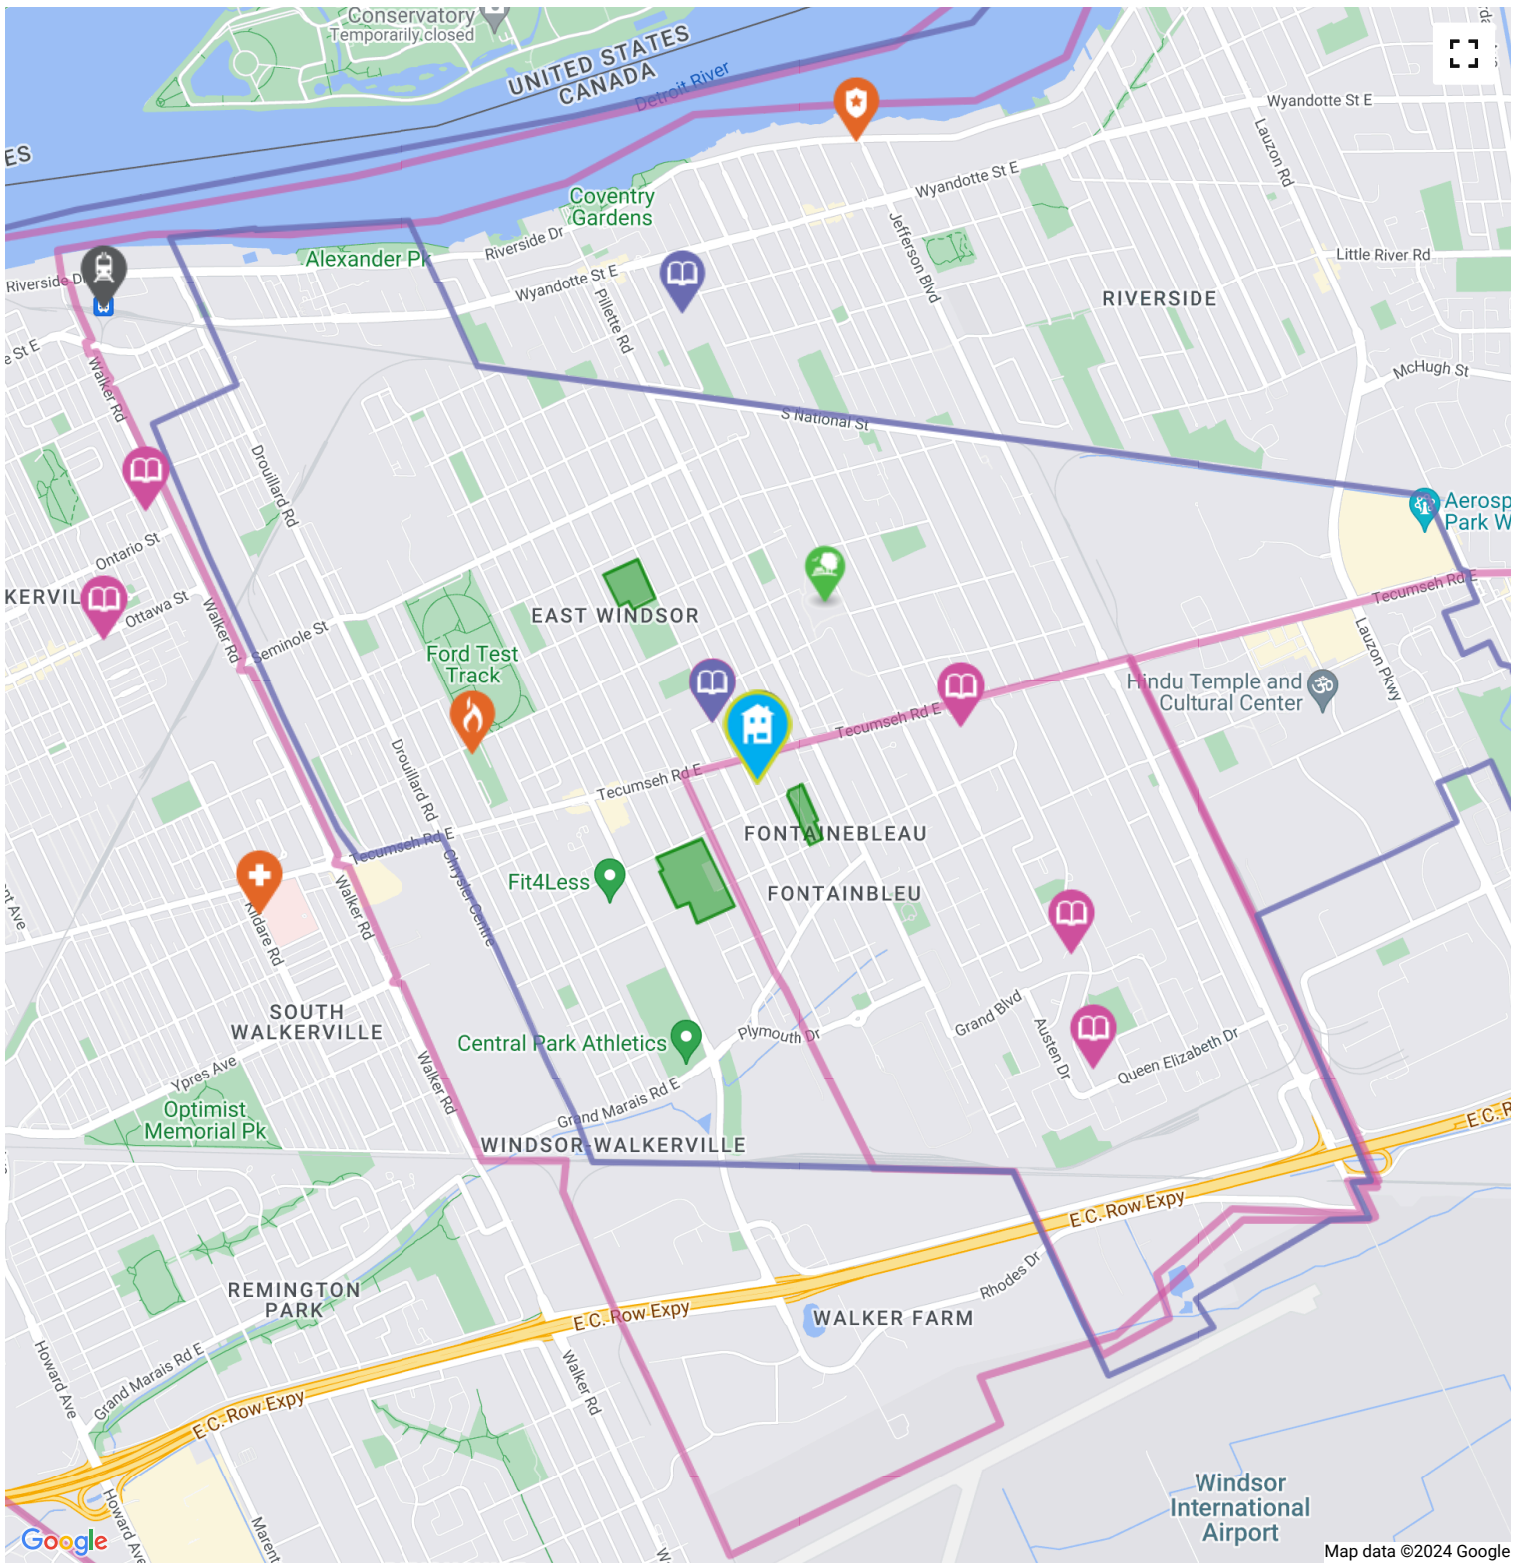 Conservatory
Temporarily closed
UNITED STATES
CANADA
Detroit River
ES
Wyandotte St E
Lauzon Rd
Coventry
Gardens
Wyandotte St E
Jefferson Blvd
Riverside Dr
Alexander Pk
Little River Rd
Riverside D
Wyandotte St E
Pillette Rd
RIVERSIDE
e St E
Walker Rd
McHugh St
S National St
Drouillard Rd
Aerosp
Park W
Ontario St
KERVIL
Ottawa St
Tecumseh Rd E
EAST WINDSOR
Walker Rd
Seminole St
Ford Test
Track
Lauzon Pkwy
Hindu Temple and
Cultural Center
Tecumseh Rd E
Drouillard Rd
Tecumseh Rd E
FONTAINEBLEAU
Tecumseh Rd E
Chrysler Centre
Fit4Less
FONTAINBLEU
nt Ave
Kildare Rd
Walker Rd
SOUTH
WALKERVILLE
Grand Blvd
Central Park Athletics
Plymouth Dr
Austen Dr
Queen Elizabeth Dr
Ypres Ave
Walker Rd
Optimist
Memorial Pk
Grand Marais Rd E
E C. R
WINDSOR-WALKERVILLE
E C. Row Expy
Rhodes Dr
REMINGTON
PARK
E C. Row Expy
WALKER FARM
Howard Ave
Grand Marais Rd E
Walker Rd
E C. Row Expy
Windsor
International
Airport
Howard Ave
Marent
W
Google
Map data ©2024 Google